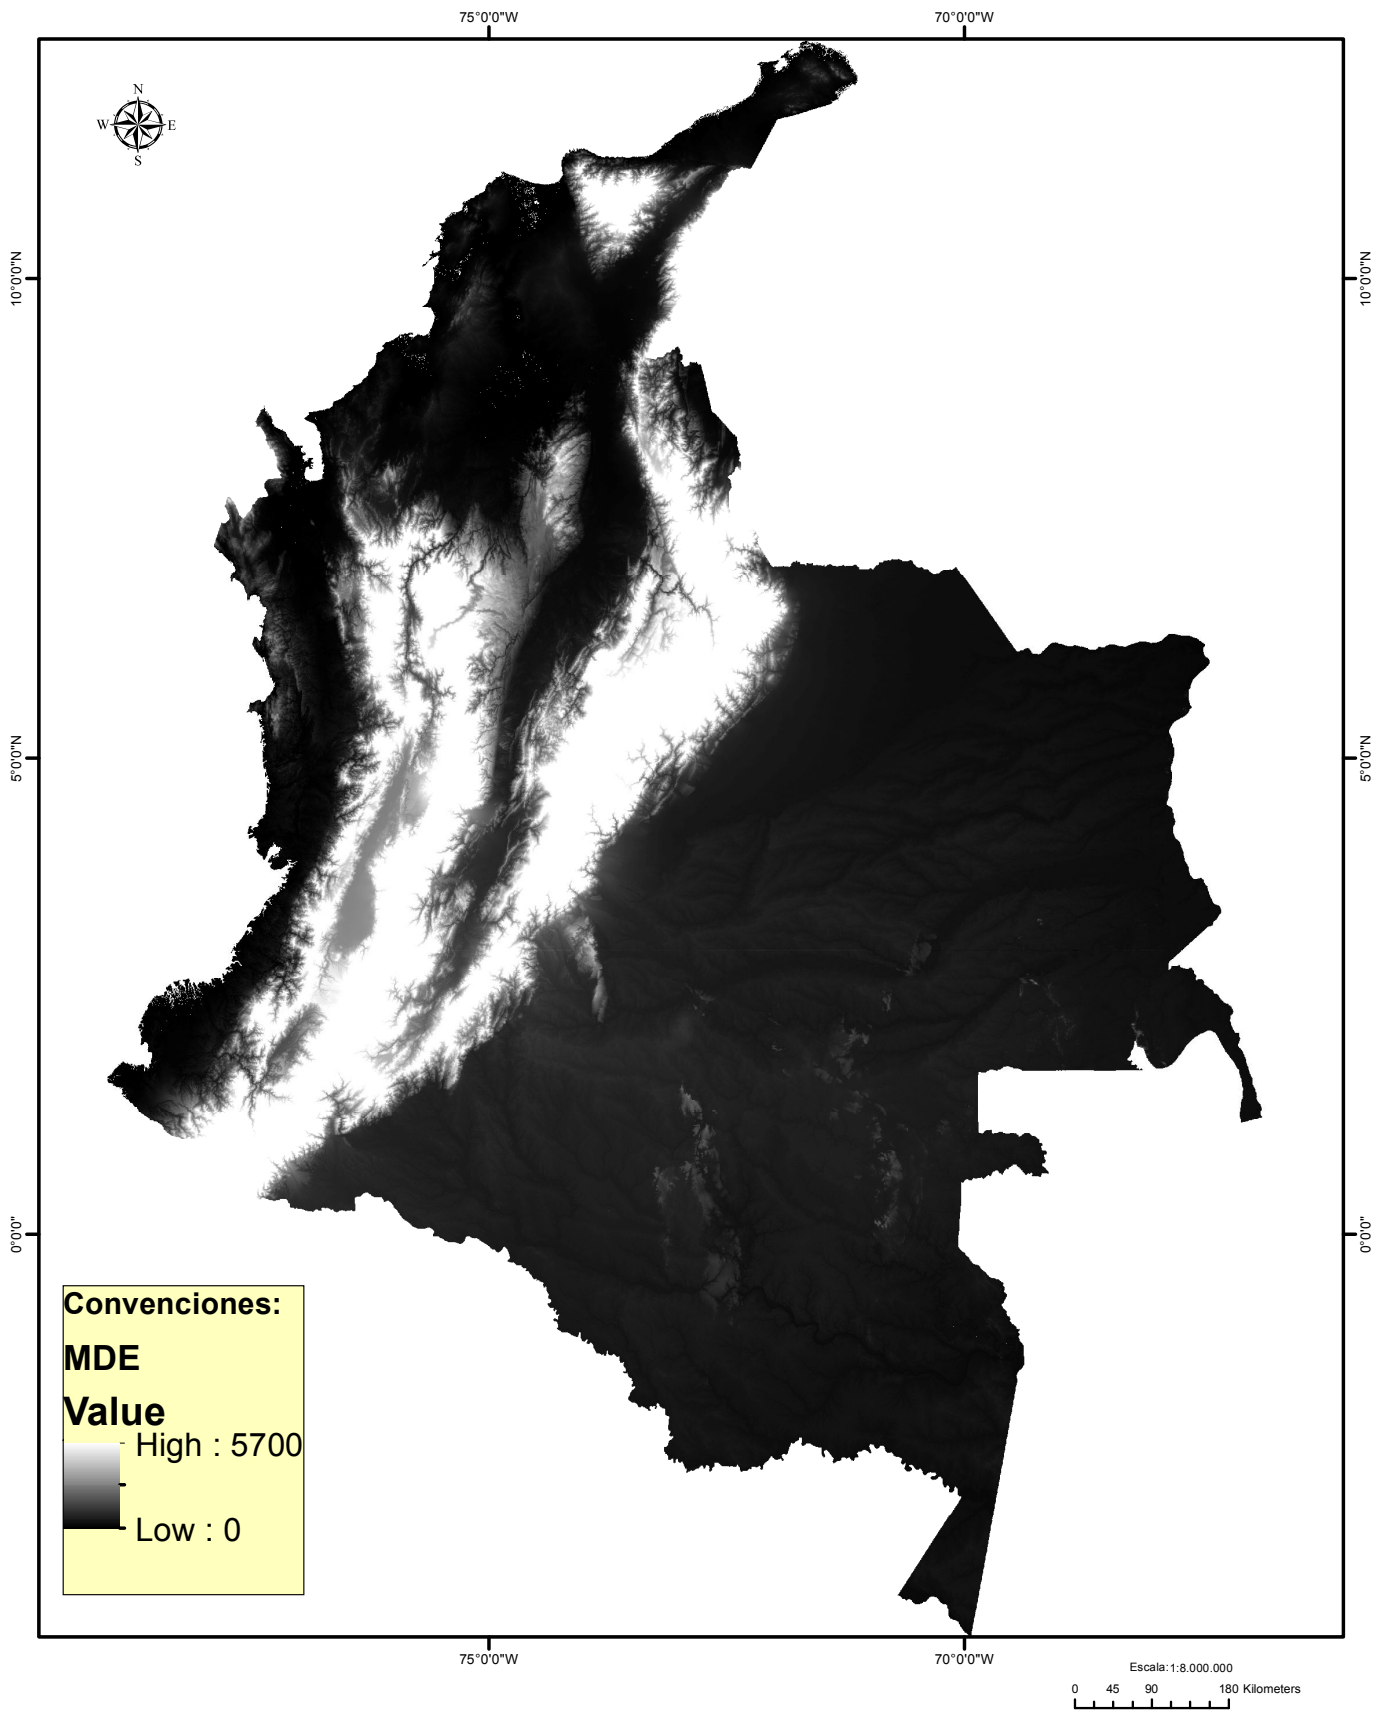 75°0'0"W 70°0'0"W
N
W E
S
10°0'0"N 10°0'0"N
5°0'0"N 5°0'0"N
0°0'0" 0°0'0"
Convenciones:
MDE
Value
High : 5700
Low : 0
75°0'0"W 70°0'0"W
Escala:1:8.000.000
0 45 90 180 Kilometers